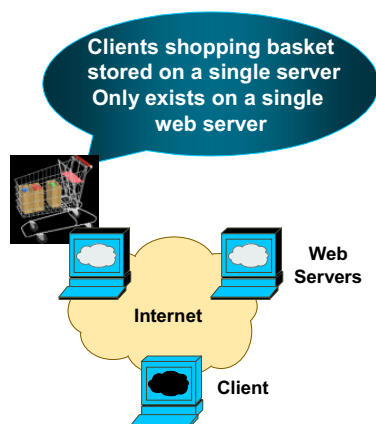 Clients shopping basket
stored on a single server
Only exists on a single
web server
Web
Servers
Internet
Client